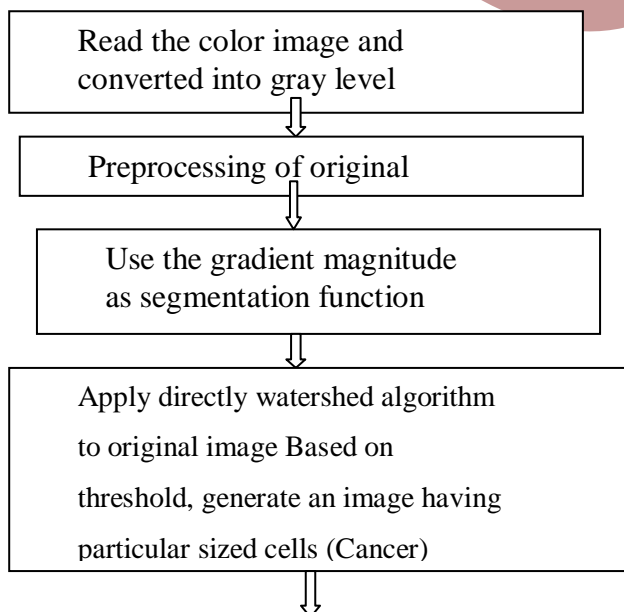 Read the color image and
converted into gray level
Preprocessing of original
Use the gradient magnitude
as segmentation function
Apply directly watershed algorithm
to original image Based on
threshold, generate an image having
particular sized cells (Cancer)